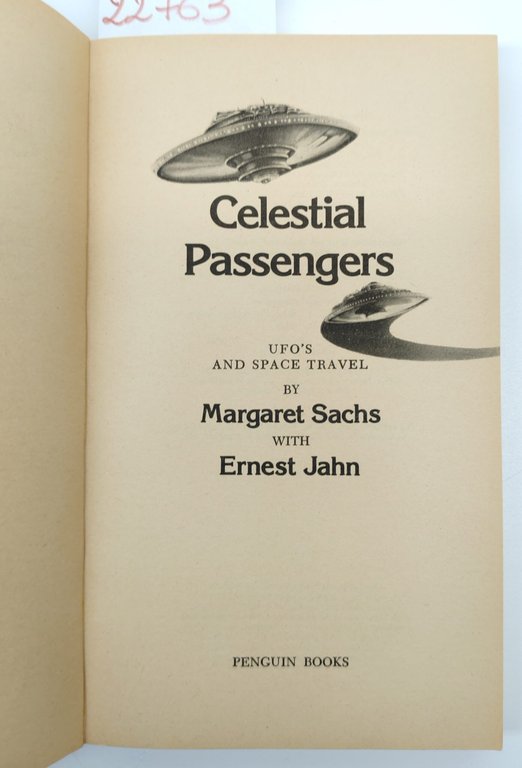 22763
Celestial
Passengers
UFO'S
AND SPACE TRAVEL
BY
Margaret Sachs
WITH
Ernest Jahn
PENGUIN BOOKS